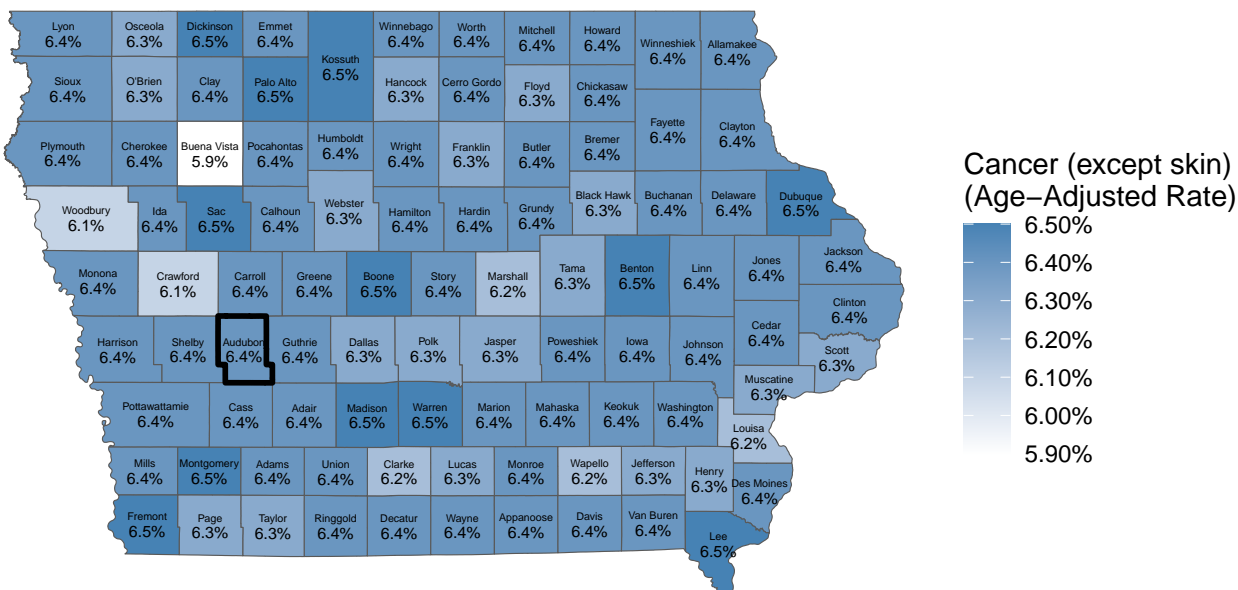 Lyon
6.4%
Osceola
6.3%
Dickinson
6.5%
Emmet
6.4%
Kossuth
6.5%
Winnebago
6.4%
Worth
6.4%
Mitchell
6.4%
Howard
6.4%
Winneshiek
6.4%
Allamakee
6.4%
Sioux
6.4%
O'Brien
6.3%
Clay
6.4%
Palo Alto
6.5%
Hancock
6.3%
Cerro Gordo
6.4%
Floyd
6.3%
Chickasaw
6.4%
Fayette
6.4%
Clayton
6.4%
Plymouth
6.4%
Cherokee
6.4%
Buena Vista
5.9%
Pocahontas
6.4%
Humboldt
6.4%
Wright
6.4%
Franklin
6.3%
Butler
6.4%
Bremer
6.4%
Woodbury
6.1%
Ida
6.4%
Sac
6.5%
Calhoun
6.4%
Webster
6.3%
Hamilton
6.4%
Hardin
6.4%
Grundy
6.4%
Black Hawk
6.3%
Buchanan
6.4%
Delaware
6.4%
Dubuque
6.5%
Monona
6.4%
Crawford
6.1%
Carroll
6.4%
Greene
6.4%
Boone
6.5%
Story
6.4%
Marshall
6.2%
Tama
6.3%
Benton
6.5%
Linn
6.4%
Jones
6.4%
Jackson
6.4%
Clinton
6.4%
Harrison
6.4%
Shelby
6.4%
Audubon
6.4%
Guthrie
6.4%
Dallas
6.3%
Polk
6.3%
Jasper
6.3%
Poweshiek
6.4%
Iowa
6.4%
Johnson
6.4%
Cedar
6.4%
Scott
6.3%
Muscatine
6.3%
Pottawattamie
6.4%
Cass
6.4%
Adair
6.4%
Madison
6.5%
Warren
6.5%
Marion
6.4%
Mahaska
6.4%
Keokuk
6.4%
Washington
6.4%
Louisa
6.2%
Mills
6.4%
Montgomery
6.5%
Adams
6.4%
Union
6.4%
Clarke
6.2%
Lucas
6.3%
Monroe
6.4%
Wapello
6.2%
Jefferson
6.3%
Henry
6.3%
Des Moines
6.4%
Fremont
6.5%
Page
6.3%
Taylor
6.3%
Ringgold
6.4%
Decatur
6.4%
Wayne
6.4%
Appanoose
6.4%
Davis
6.4%
Van Buren
6.4%
Lee
6.5%
Cancer (except skin)
(Age−Adjusted Rate)
6.50%
6.40%
6.30%
6.20%
6.10%
6.00%
5.90%